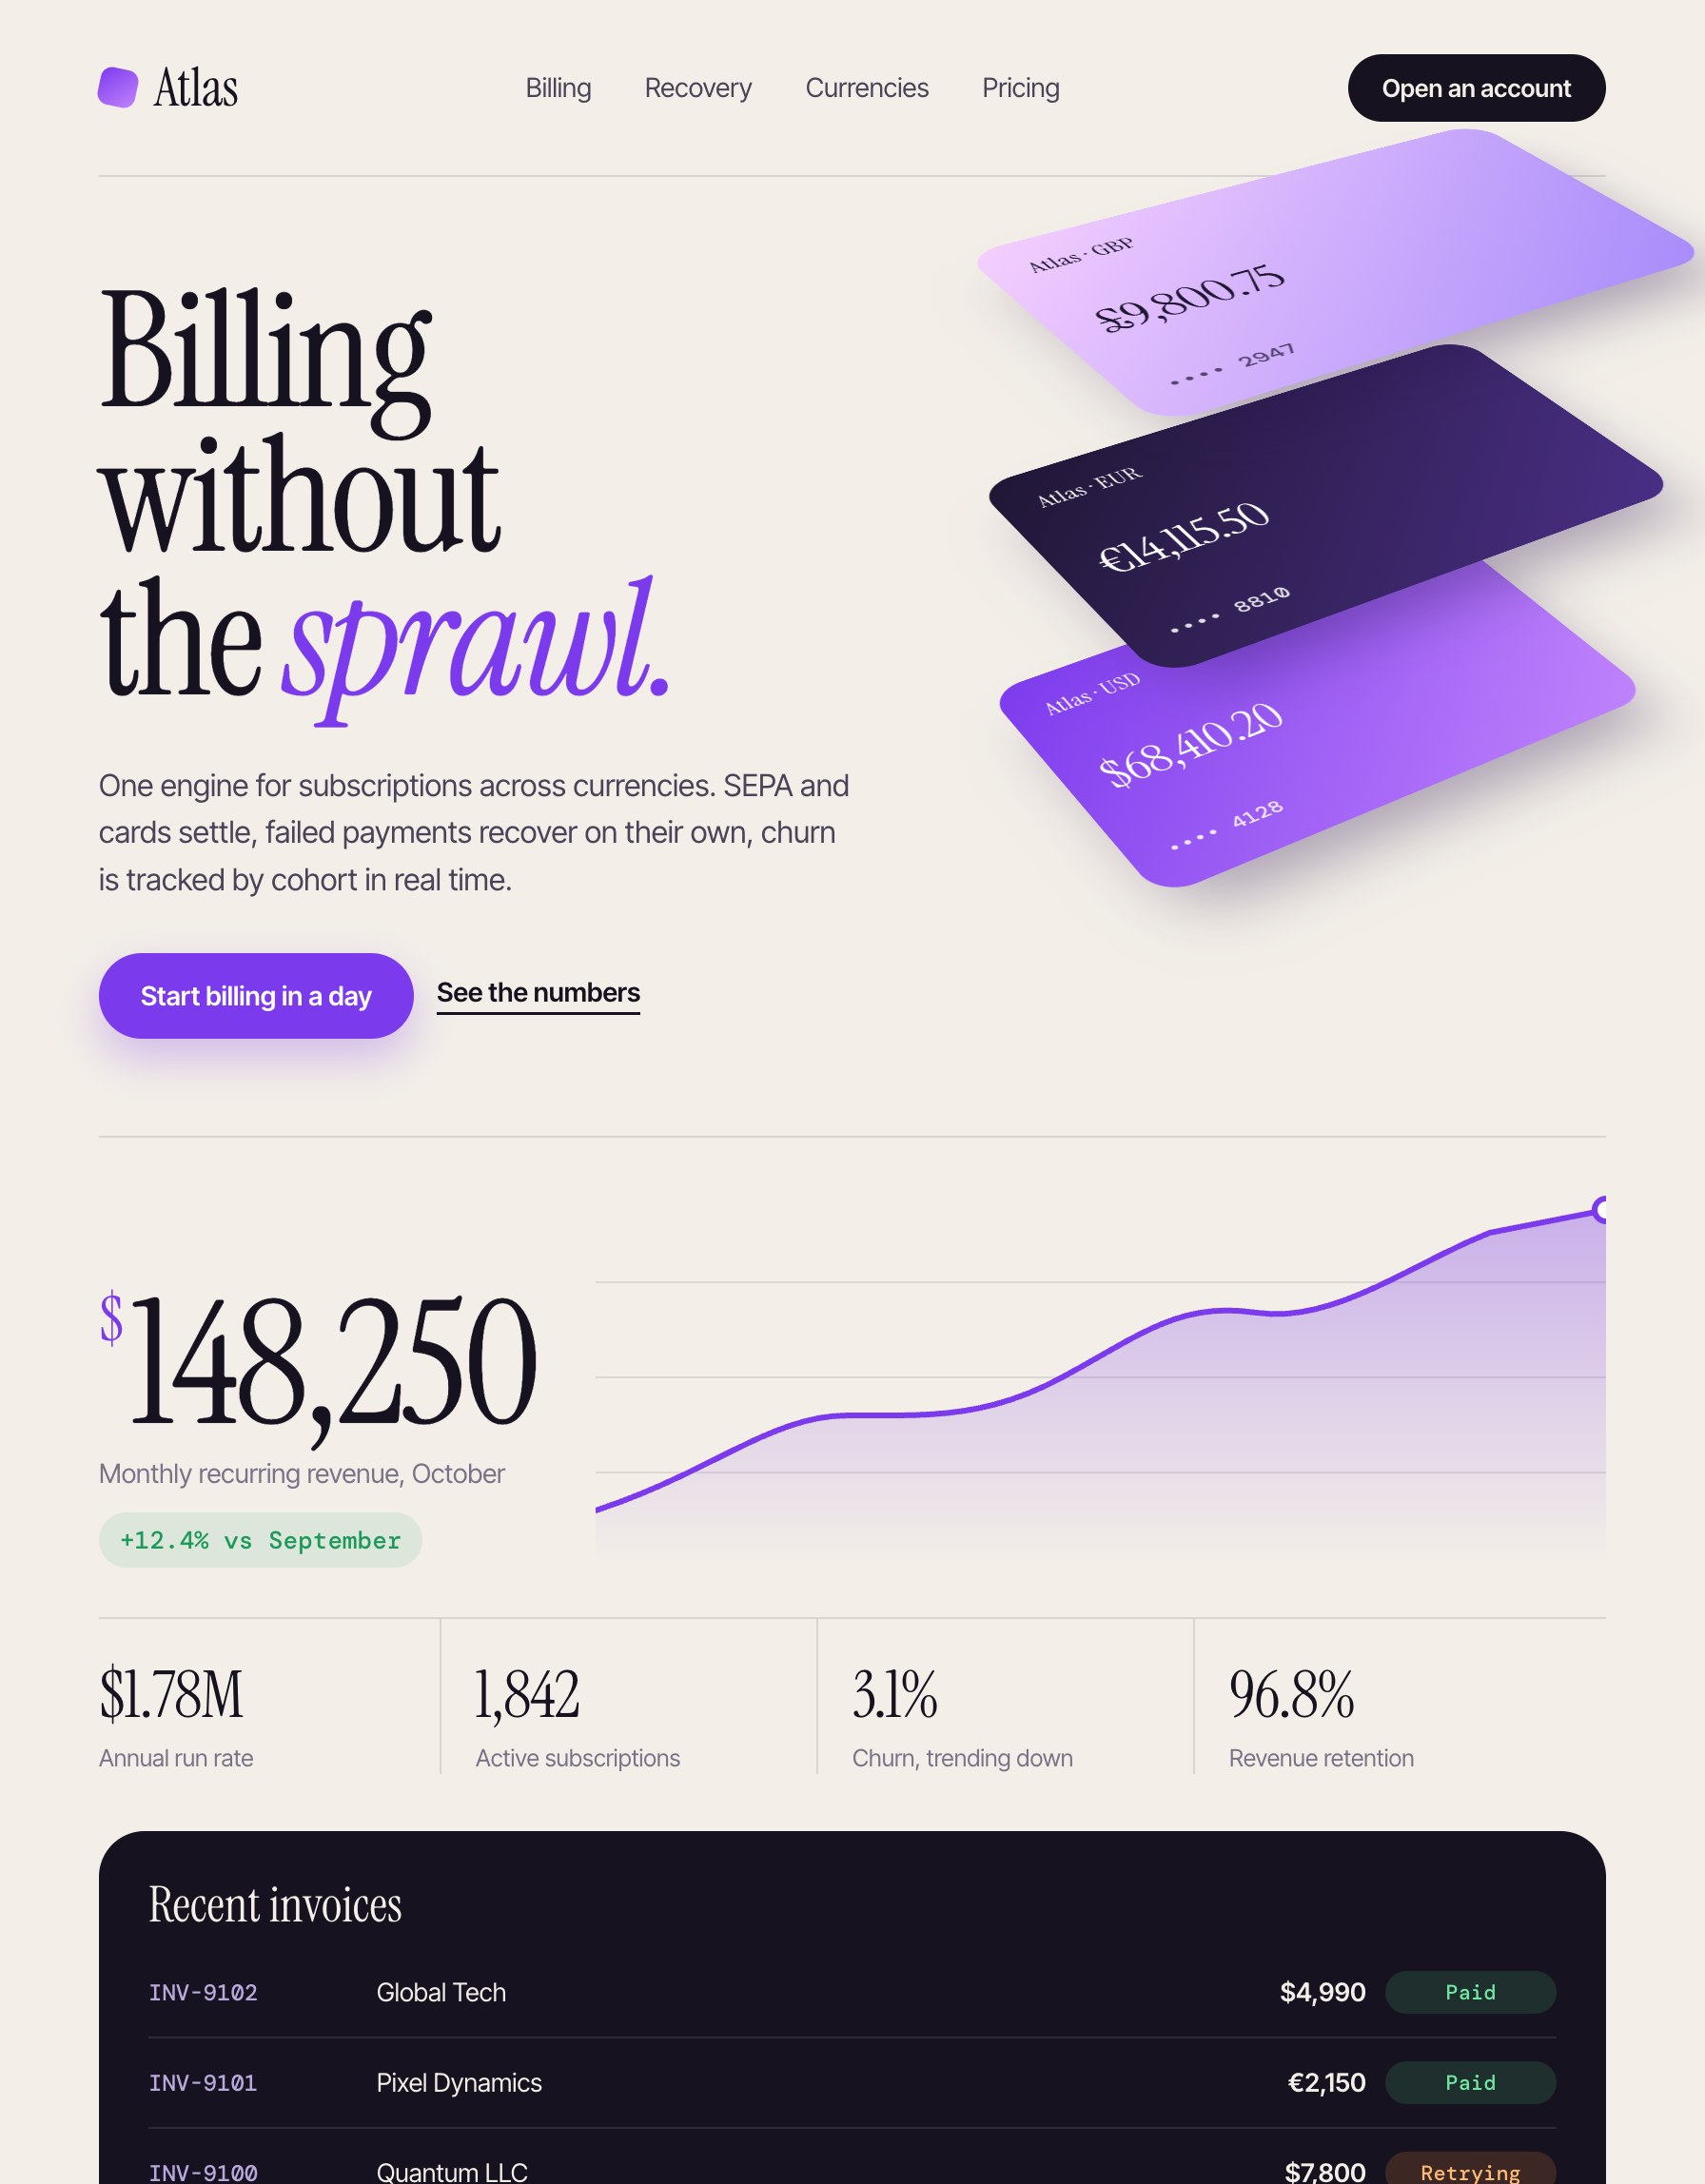 Atlas
Billing
Recovery
Currencies
Pricing
Open an account
Billing
without
the sprawl.
One engine for subscriptions across currencies. SEPA and
cards settle, failed payments recover on their own, churn
is tracked by cohort in real time.
Start billing in a day
See the numbers
Atlas · GBP
£9,800.75
•••• 2947
Atlas · EUR
€14,115.50
•••• 8810
Atlas · USD
$68,410.20
•••• 4128
$148,250
Monthly recurring revenue, October
+12.4% vs September
$1.78M
Annual run rate
1,842
Active subscriptions
3.1%
Churn, trending down
96.8%
Revenue retention
Recent invoices
INV-9102 Global Tech $4,990 Paid
INV-9101 Pixel Dynamics €2,150 Paid
INV-9100 Quantum LLC $7,800 Retrying